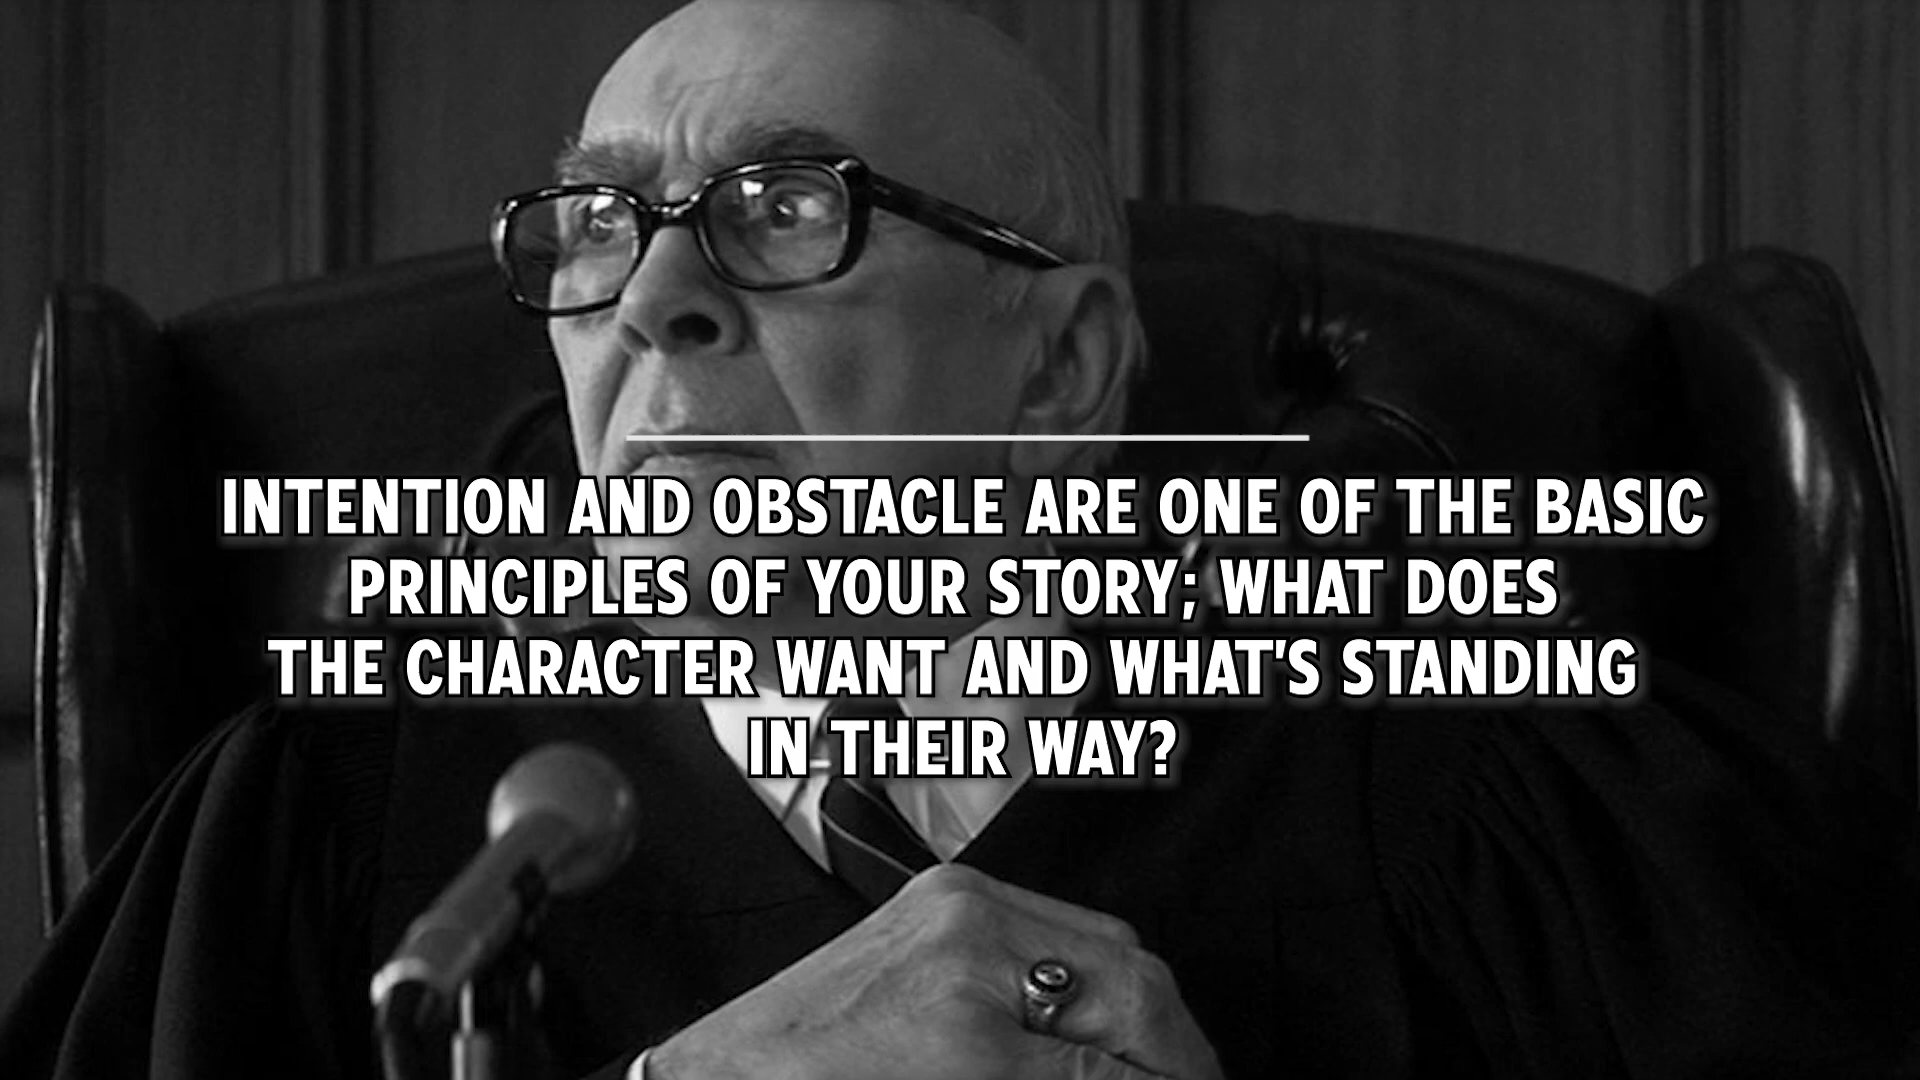 INTENTION AND OBSTACLE ARE ONE OF THE BASIC
PRINCIPLES OF YOUR STORY; WHAT DOES
THE CHARACTER WANT AND WHAT'S STANDING
IN THEIR WAY?